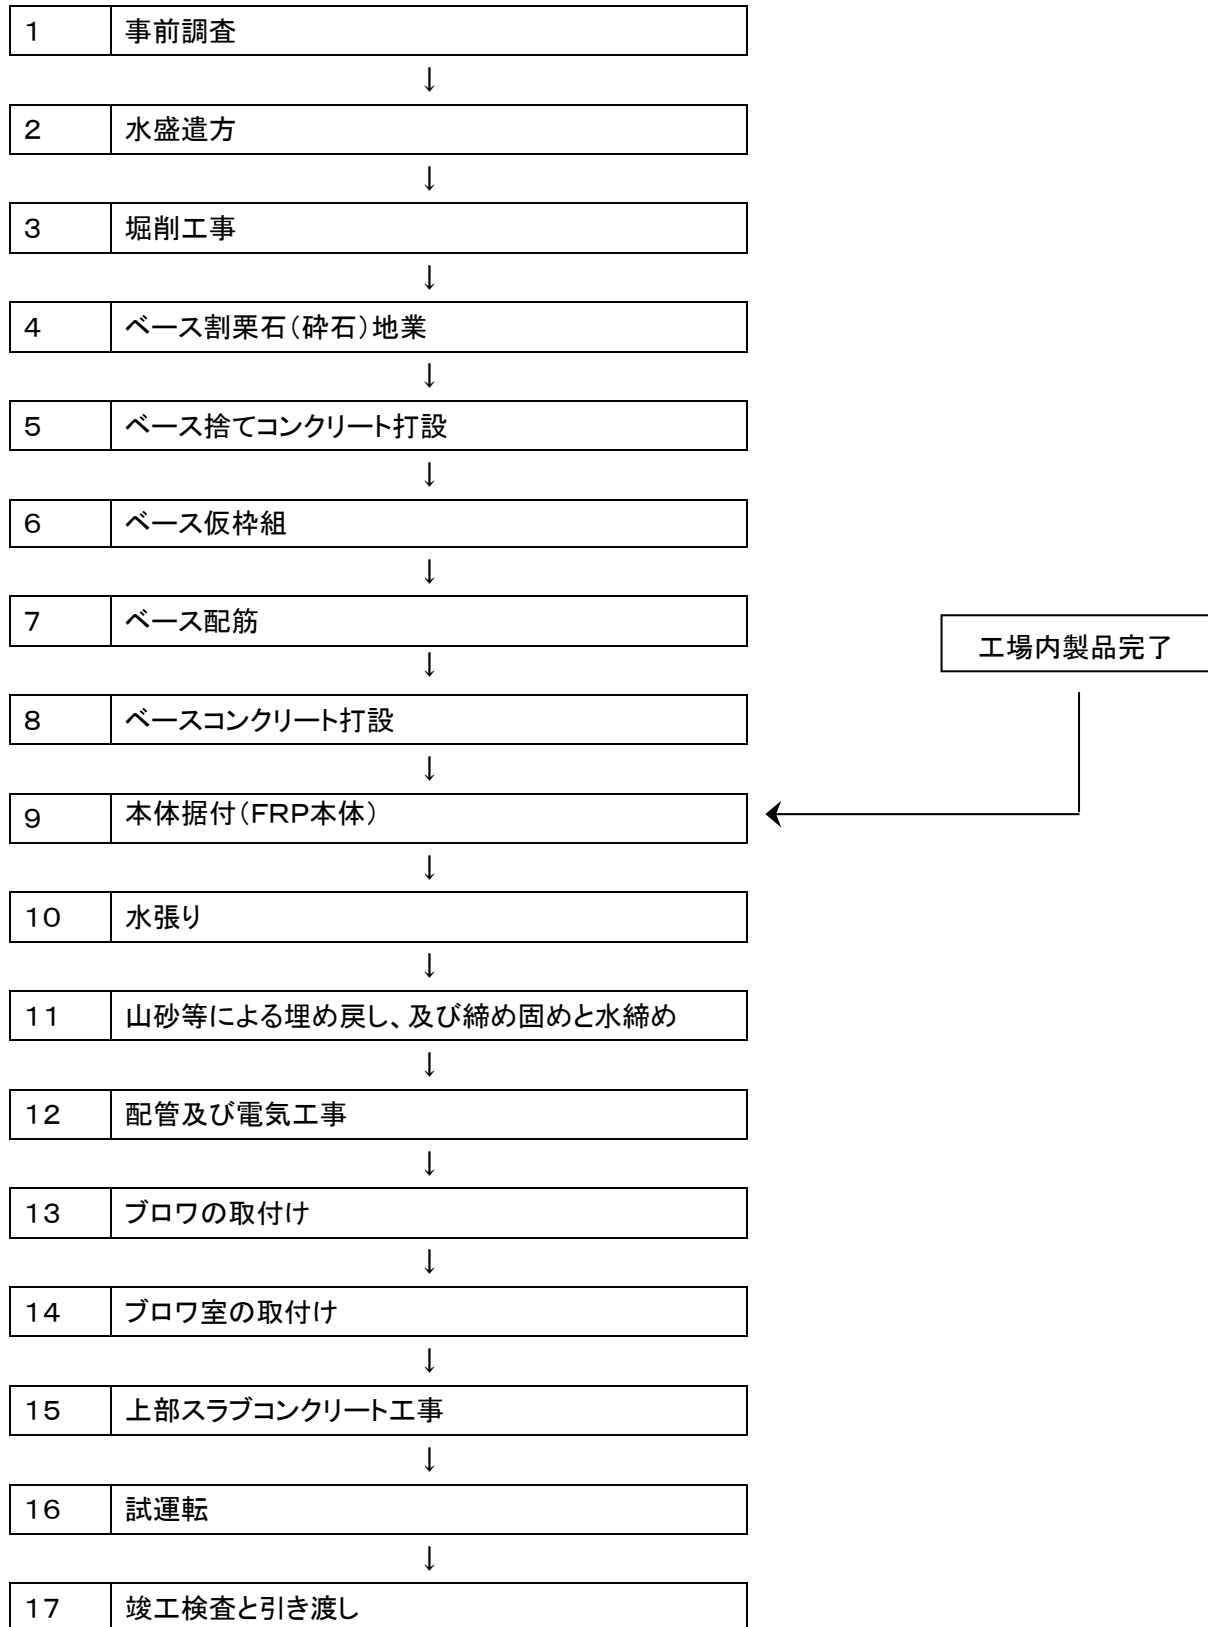 1 事前調査
↓
2 水盛遣方
↓
3 堀削工事
↓
4 ベース割栗石(砕石)地業
↓
5 ベース捨てコンクリート打設
↓
6 ベース仮枠組
↓
7 ベース配筋
工場内製品完了
↓
8 ベースコンクリート打設
↓
9 本体据付(FRP本体)
↓
10 水張り
↓
11 山砂等による埋め戻し、及び締め固めと水締め
↓
12 配管及び電気工事
↓
13 ブロワの取付け
↓
14 ブロワ室の取付け
↓
15 上部スラブコンクリート工事
↓
16 試運転
↓
17 竣工検査と引き渡し